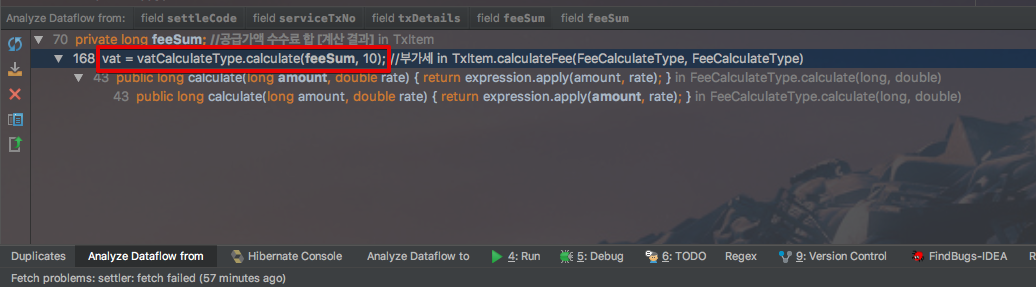 Analyze Dataflow from: field settleCode field serviceTxNo field txDetails field feeSum field feeSum
70 private long feeSum: //공급가액 수수료 합 [계산 결과] in TxItem
168 vat = vatCalculateType.calculate(feeSum, 10); //부가세 in TxItem.calculateFee(FeeCalculateType, FeeCalculateType)
43 public long calculate(long amount, double rate) { return expression.apply(amount, rate); } in FeeCalculateType.calculate(long, double)
43 public long calculate(long amount, double rate) { return expression.apply(amount, rate); } in FeeCalculateType.calculate(long, double)
Duplicates Analyze Dataflow from Hibernate Console Analyze Dataflow to 4: Run 5: Debug 6: TODO Regex 9: Version Control FindBugs-IDEA R
Fetch problems: settler: fetch failed (57 minutes ago)